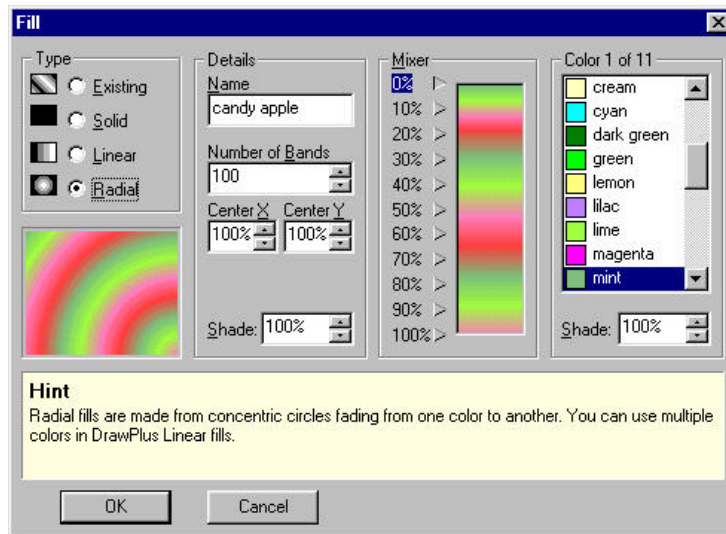 Fill
Type
Existing
Solid
Linear
Radial
Details
Name
candy apple
Number of Bands
100
Center X Center Y
100% 100%
Shade: 100%
Mixer
0%
10%
20%
30%
40%
50%
60%
70%
80%
90%
100%
Color 1 of 11
cream
cyan
dark green
green
lemon
lilac
lime
magenta
mint
Shade: 100%
Hint
Radial fills are made from concentric circles fading from one color to another. You can use multiple
colors in DrawPlus Linear fills.
OK Cancel